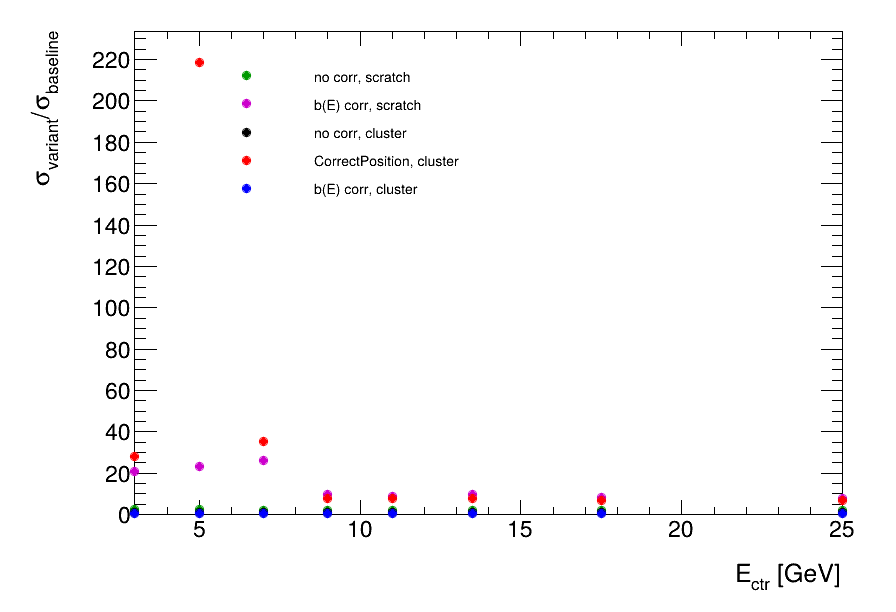 σvariant/σbaseline
220
200
180
160
140
120
100
80
60
40
20
0
no corr, scratch
b(E) corr, scratch
no corr, cluster
CorrectPosition, cluster
b(E) corr, cluster
5 10 15 20 25
Ectr [GeV]